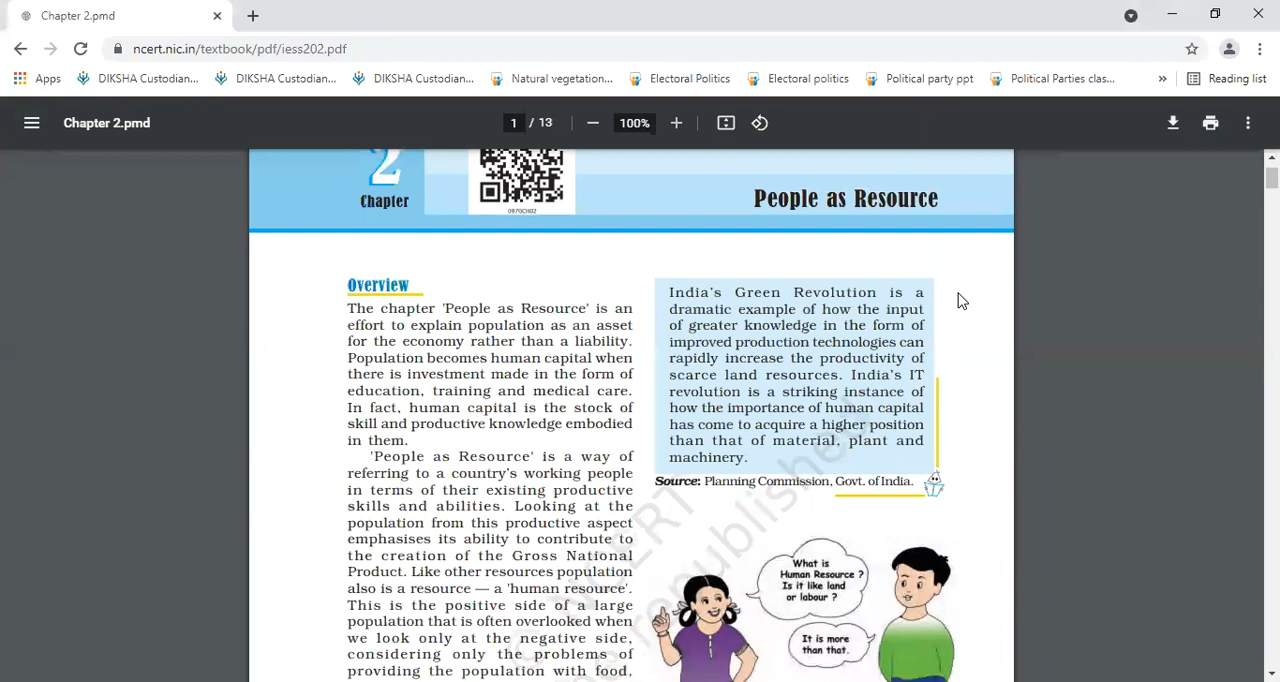 Chapter 2.pmd
ncert.nic.in/textbook/pdf/iess202.pdf
Apps DIKSHA Custodian... DIKSHA Custodian... DIKSHA Custodian... Natural vegetation... Electoral Politics Electoral politics Political party ppt Political Parties clas... » Reading list
Chapter 2.pmd 1 / 13 100%
2
Chapter
0970CH02
People as Resource
Overview
The chapter 'People as Resource' is an
effort to explain population as an asset
for the economy rather than a liability.
Population becomes human capital when
there is investment made in the form of
education, training and medical care.
In fact, human capital is the stock of
skill and productive knowledge embodied
in them.
'People as Resource' is a way of
referring to a country's working people
in terms of their existing productive
skills and abilities. Looking at the
population from this productive aspect
emphasises its ability to contribute to
the creation of the Gross National
Product. Like other resources population
also is a resource — a 'human resource'.
This is the positive side of a large
population that is often overlooked when
we look only at the negative side,
considering only the problems of
providing the population with food,
India's Green Revolution is a
dramatic example of how the input
of greater knowledge in the form of
improved production technologies can
rapidly increase the productivity of
scarce land resources. India's IT
revolution is a striking instance of
how the importance of human capital
has come to acquire a higher position
than that of material, plant and
machinery.
Source: Planning Commission, Govt. of India.
What is
Human Resource ?
Is it like land
or labour ?
It is more
than that.
© NCERT
be republished